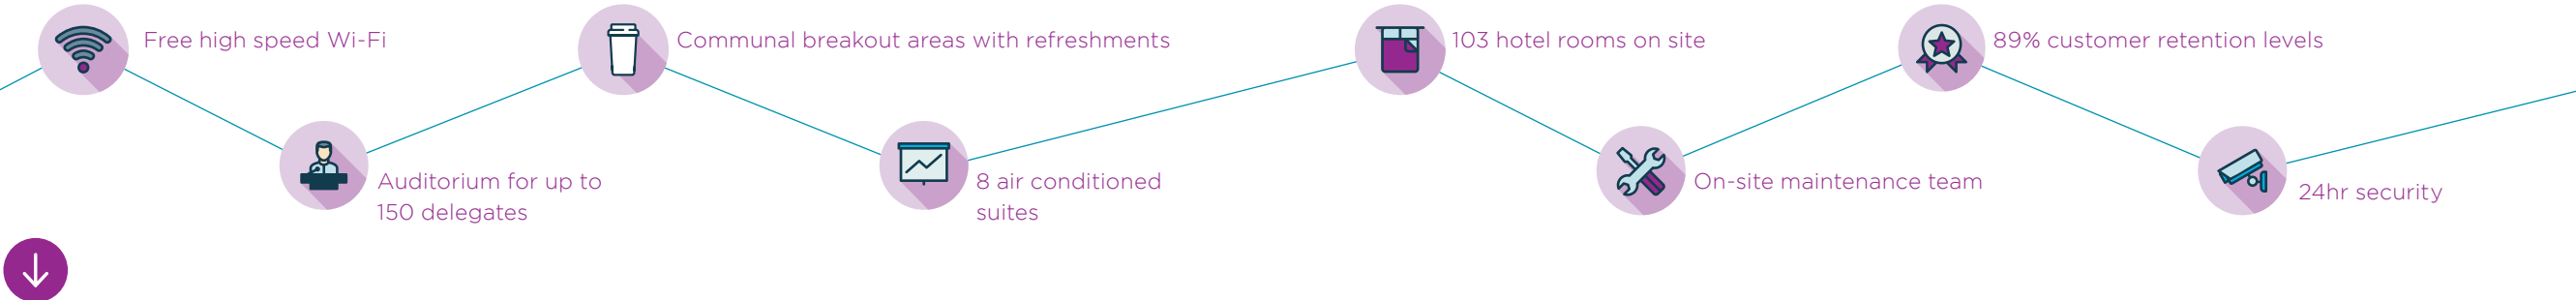 Free high speed Wi-Fi
Auditorium for up to
150 delegates
Communal breakout areas with refreshments
8 air conditioned
suites
103 hotel rooms on site
On-site maintenance team
89% customer retention levels
24hr security